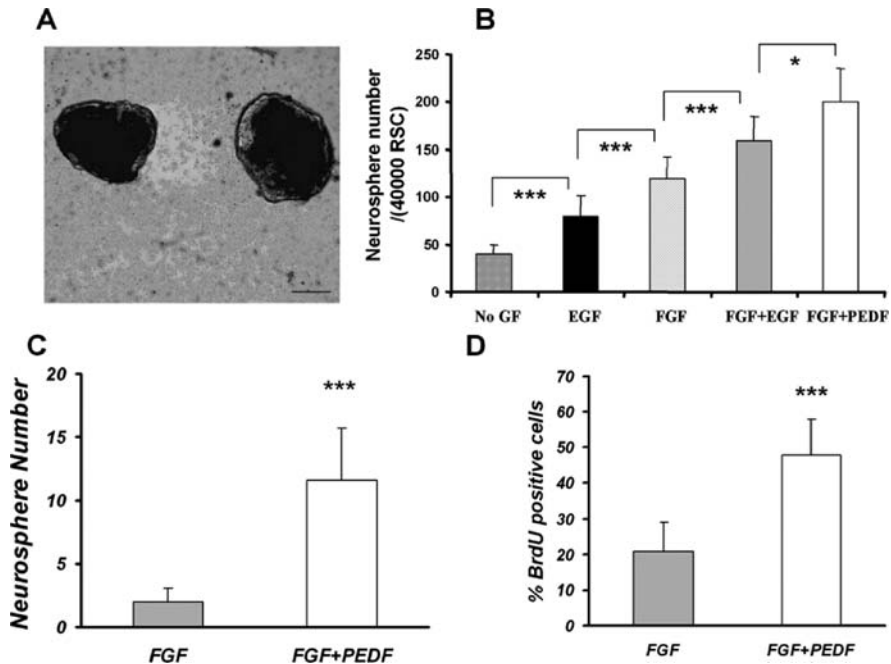 A
B
Neurosphere number
/(40000 RSC)
250
200
150
100
50
0
***
***
***
*
No GF EGF FGF FGF+EGF FGF+PEDF
C
Neurosphere Number
20
15
10
5
0
***
FGF FGF+PEDF
D
% BrdU positive cells
70
60
50
40
30
20
10
0
***
FGF FGF+PEDF